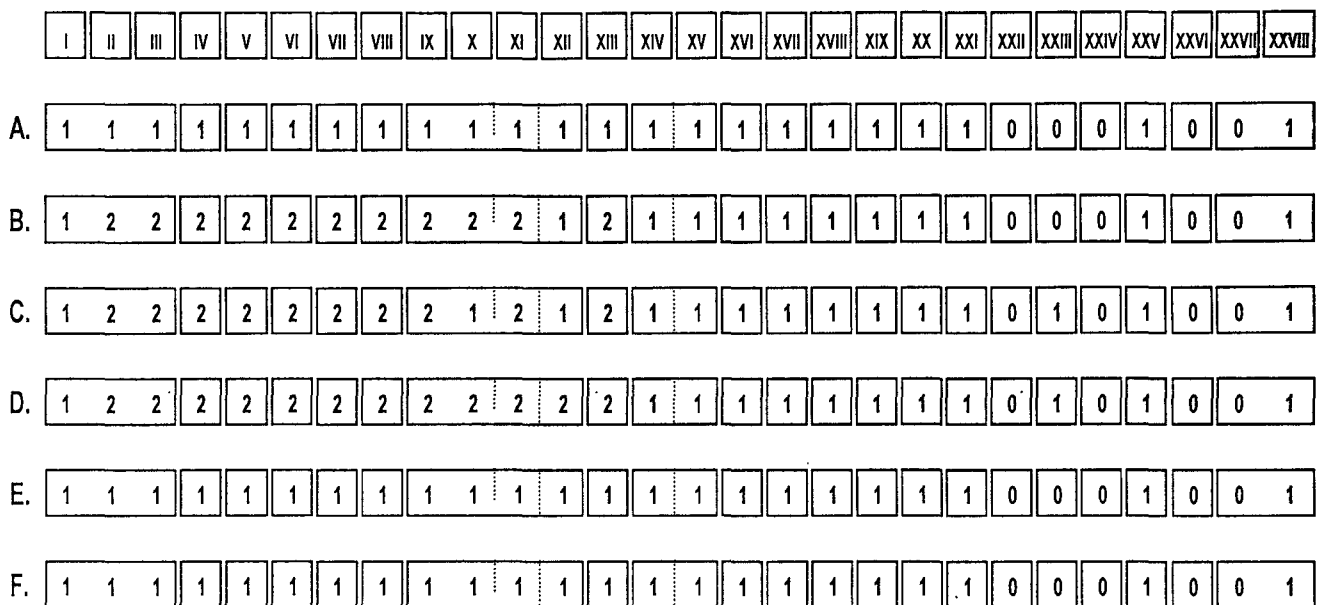 I II III IV V VI VII VIII IX X XI XII XIII XIV XV XVI XVII XVIII XIX XX XXI XXII XXIII XXIV XXV XXVI XXVII XXVIII
A. 1 1 1 1 1 1 1 1 1 1 1 1 1 1 1 1 1 1 1 1 1 0 0 0 1 0 0 1
B. 1 2 2 2 2 2 2 2 2 2 2 1 2 1 1 1 1 1 1 1 1 0 0 0 1 0 0 1
C. 1 2 2 2 2 2 2 2 2 1 2 1 2 1 1 1 1 1 1 1 1 0 1 0 1 0 0 1
D. 1 2 2 2 2 2 2 2 2 2 2 2 2 1 1 1 1 1 1 1 1 0 1 0 1 0 0 1
E. 1 1 1 1 1 1 1 1 1 1 1 1 1 1 1 1 1 1 1 1 1 0 0 0 1 0 0 1
F. 1 1 1 1 1 1 1 1 1 1 1 1 1 1 1 1 1 1 1 1 1 0 0 0 1 0 0 1